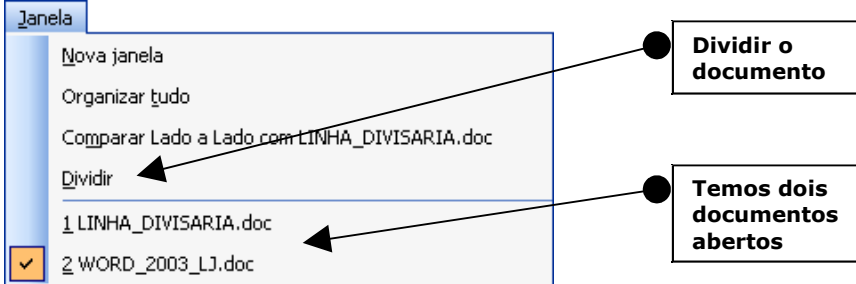 Janela
Nova janela
Organizar tudo
Comparar Lado a Lado com LINHA_DIVISARIA.doc
Dividir
1 LINHA_DIVISARIA.doc
2 WORD_2003_LJ.doc
Dividir o
documento
Temos dois
documentos
abertos